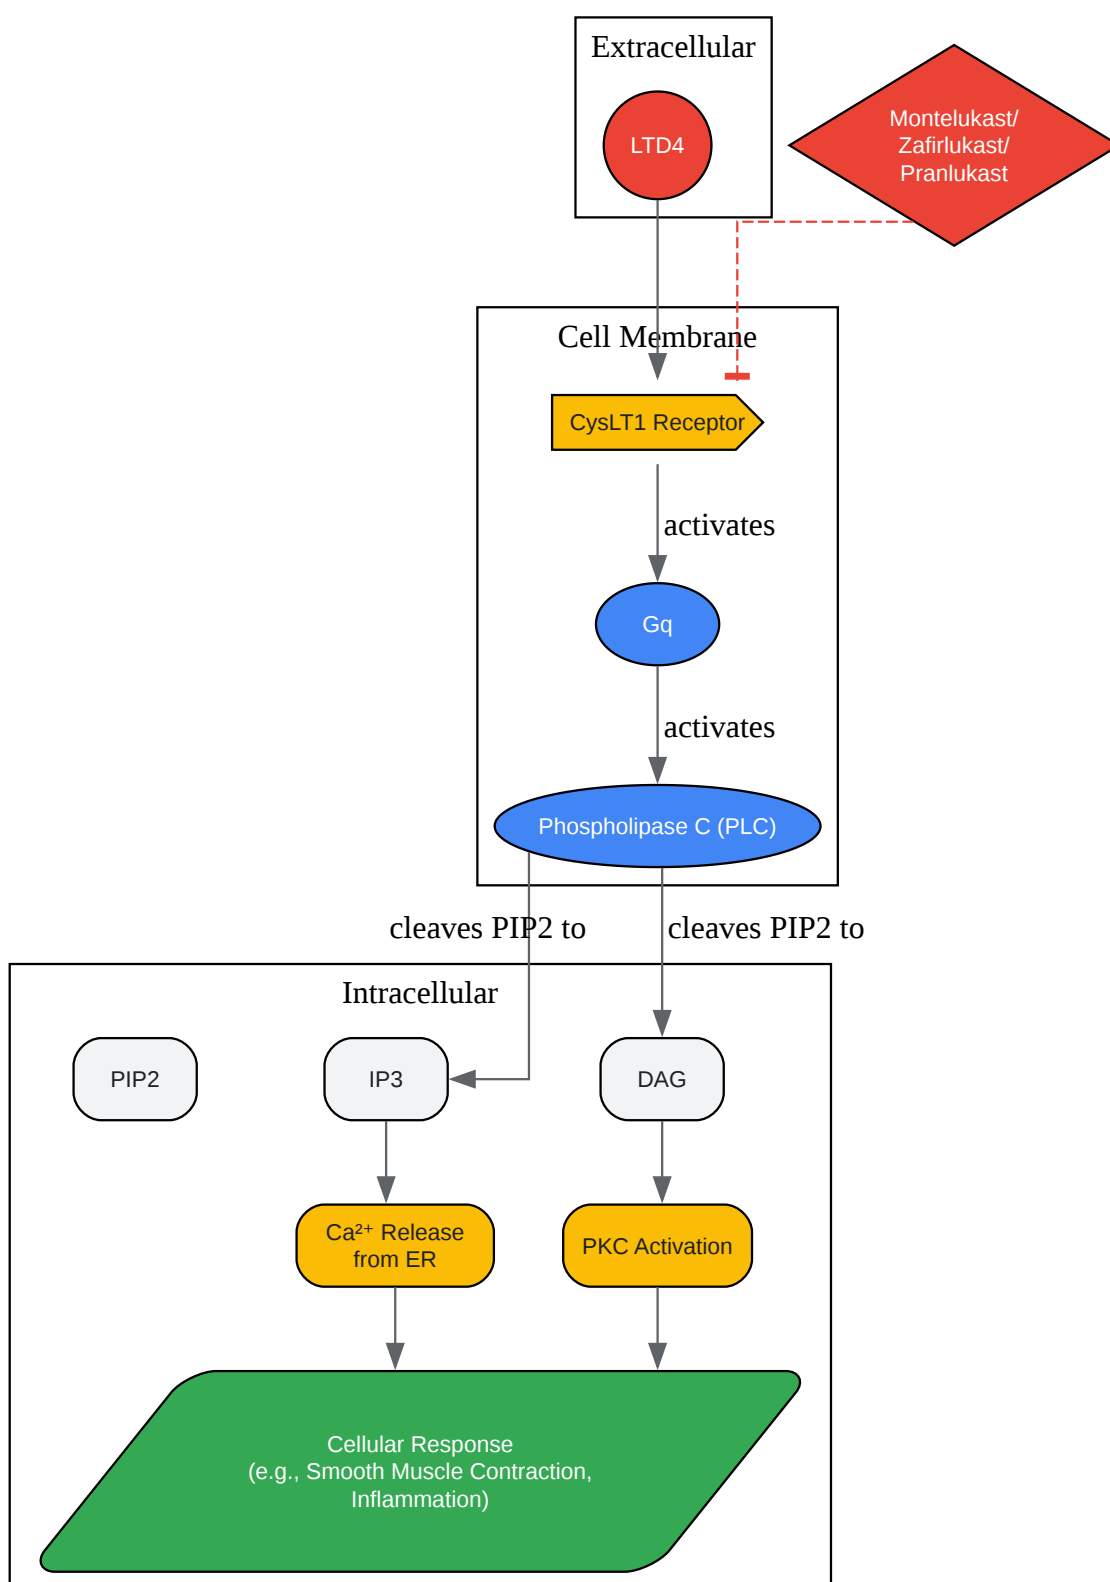 Extracellular
LTD4
Montelukast/
Zafirlukast/
Pranlukast
Cell Membrane
CysLT1 Receptor
activates
Gq
activates
Phospholipase C (PLC)
cleaves PIP2 to
cleaves PIP2 to
Intracellular
PIP2
IP3
DAG
Ca²⁺ Release
from ER
PKC Activation
Cellular Response
(e.g., Smooth Muscle Contraction,
Inflammation)